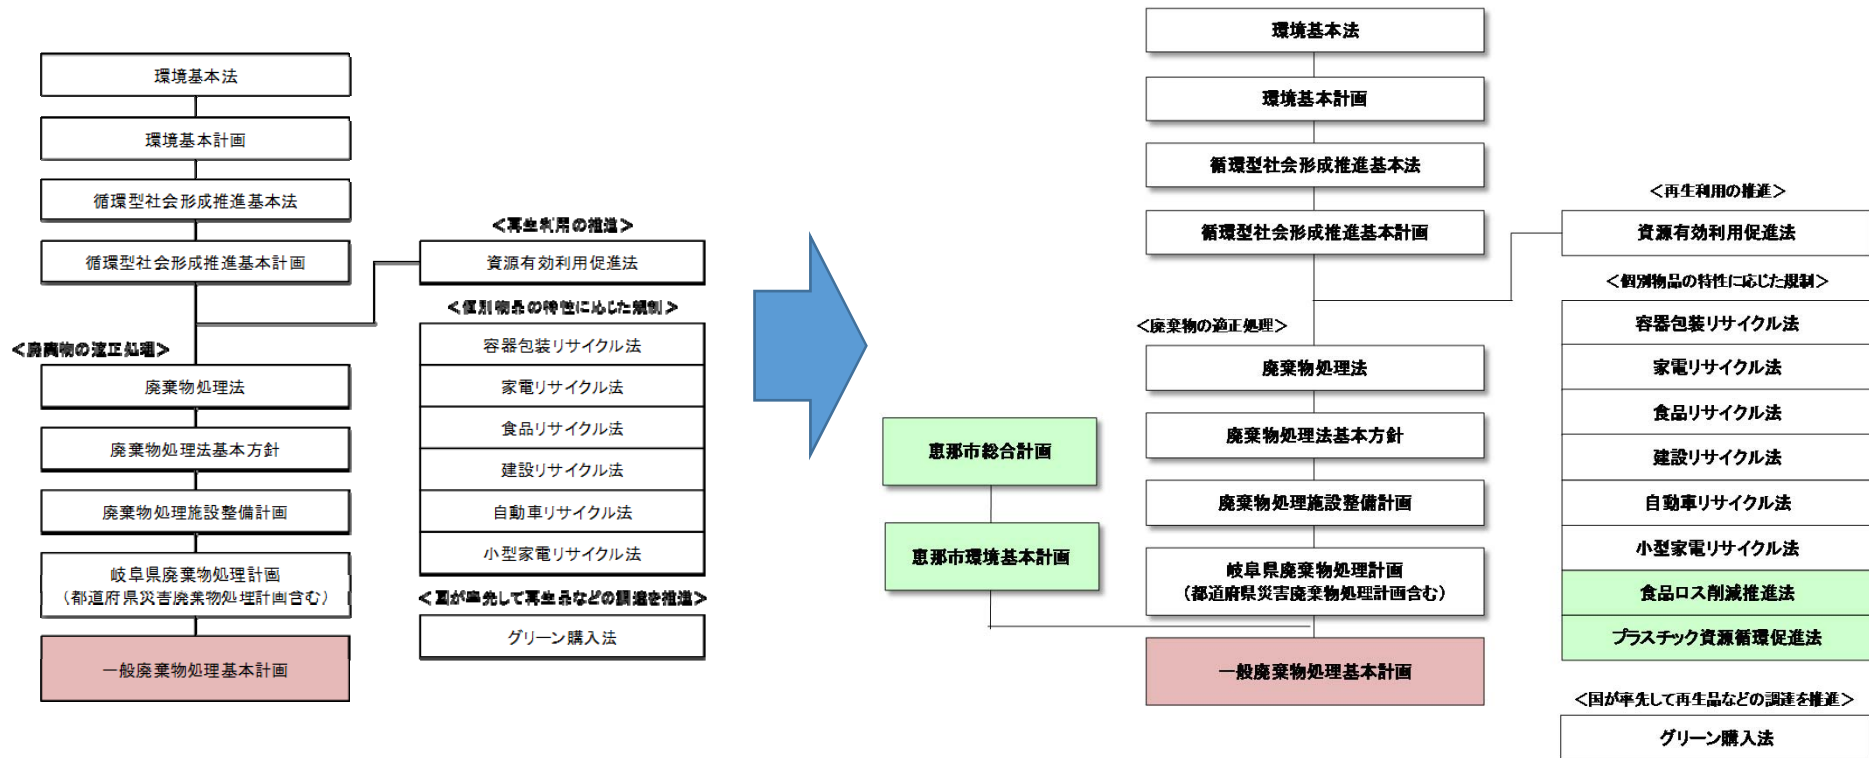 環境基本法
環境基本計画
循環型社会形成推進基本法
循環型社会形成推進基本計画
＜再生利用の推進＞
資源有効利用促進法
＜個別物品の特性に応じた規制＞
容器包装リサイクル法
家電リサイクル法
食品リサイクル法
建設リサイクル法
自動車リサイクル法
小型家電リサイクル法
＜国が率先して再生品などの調達を推進＞
グリーン購入法
＜廃棄物の適正処理＞
廃棄物処理法
廃棄物処理法基本方針
廃棄物処理施設整備計画
岐阜県廃棄物処理計画
（都道府県災害廃棄物処理計画含む）
一般廃棄物処理基本計画
環境基本法
環境基本計画
循環型社会形成推進基本法
循環型社会形成推進基本計画
＜廃棄物の適正処理＞
廃棄物処理法
廃棄物処理法基本方針
廃棄物処理施設整備計画
岐阜県廃棄物処理計画
（都道府県災害廃棄物処理計画含む）
恵那市総合計画
恵那市環境基本計画
一般廃棄物処理基本計画
＜再生利用の推進＞
資源有効利用促進法
＜個別物品の特性に応じた規制＞
容器包装リサイクル法
家電リサイクル法
食品リサイクル法
建設リサイクル法
自動車リサイクル法
小型家電リサイクル法
食品ロス削減推進法
プラスチック資源循環促進法
＜国が率先して再生品などの調達を推進＞
グリーン購入法